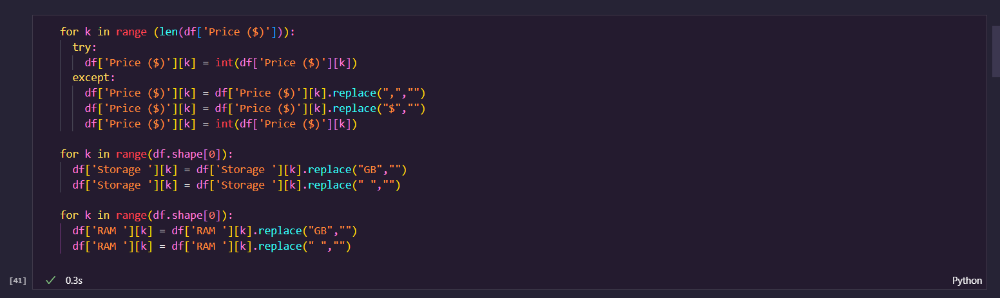 for k in range (len(df['Price ($)'])):
  try:
    df['Price ($)'][k] = int(df['Price ($)'][k])
  except:
    df['Price ($)'][k] = df['Price ($)'][k].replace(",","")
    df['Price ($)'][k] = df['Price ($)'][k].replace("$","")
    df['Price ($)'][k] = int(df['Price ($)'][k])

for k in range(df.shape[0]):
  df['Storage '][k] = df['Storage '][k].replace("GB","")
  df['Storage '][k] = df['Storage '][k].replace(" ","")

for k in range(df.shape[0]):
  df['RAM '][k] = df['RAM '][k].replace("GB","")
  df['RAM '][k] = df['RAM '][k].replace(" ","")

[41] ✓ 0.3s Python